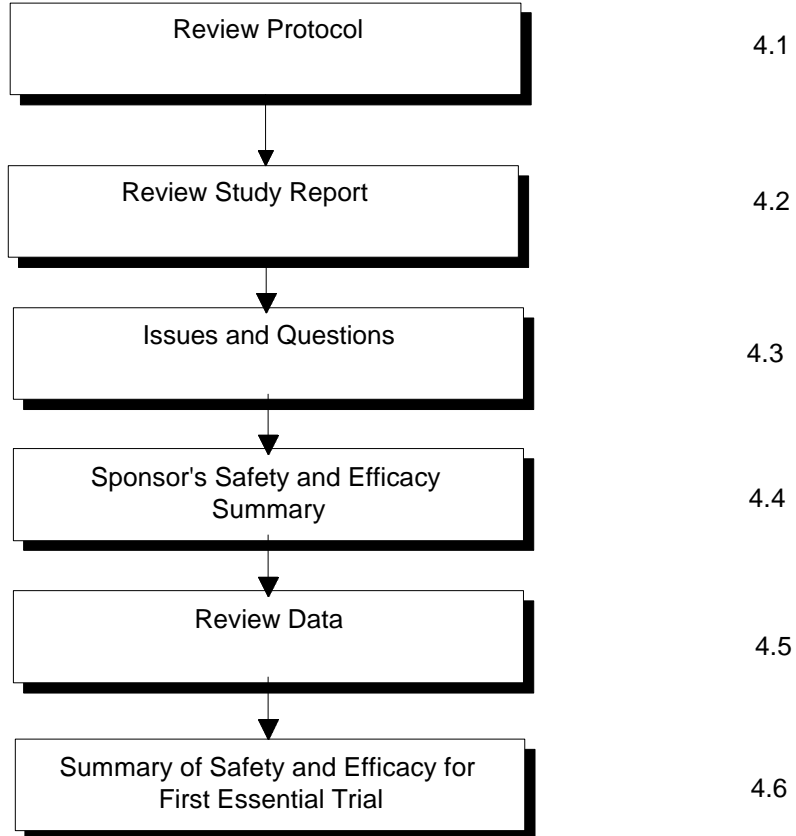 Review Protocol
4.1
Review Study Report
4.2
Issues and Questions
4.3
Sponsor's Safety and Efficacy
Summary
4.4
Review Data
4.5
Summary of Safety and Efficacy for
First Essential Trial
4.6